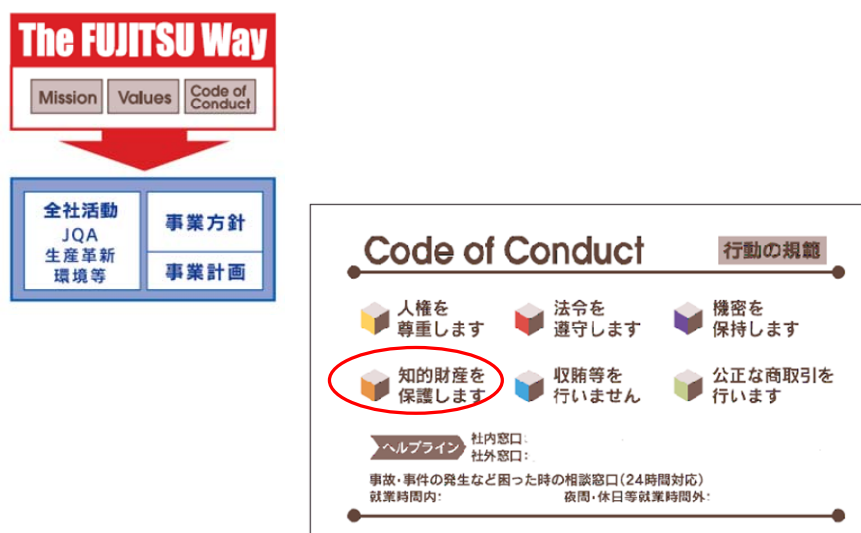 The FUJITSU Way
Mission
Values
Code of
Conduct
全社活動
JQA
生産革新
環境等
事業方針
事業計画
Code of Conduct
行動の規範
人権を
尊重します
法令を
遵守します
機密を
保持します
知的財産を
保護します
収賄等を
行いません
公正な商取引を
行います
ヘルプライン
社内窓口:
社外窓口:
事故・事件の発生など困った時の相談窓口(24時間対応)
就業時間内:
夜間・休日等就業時間外: